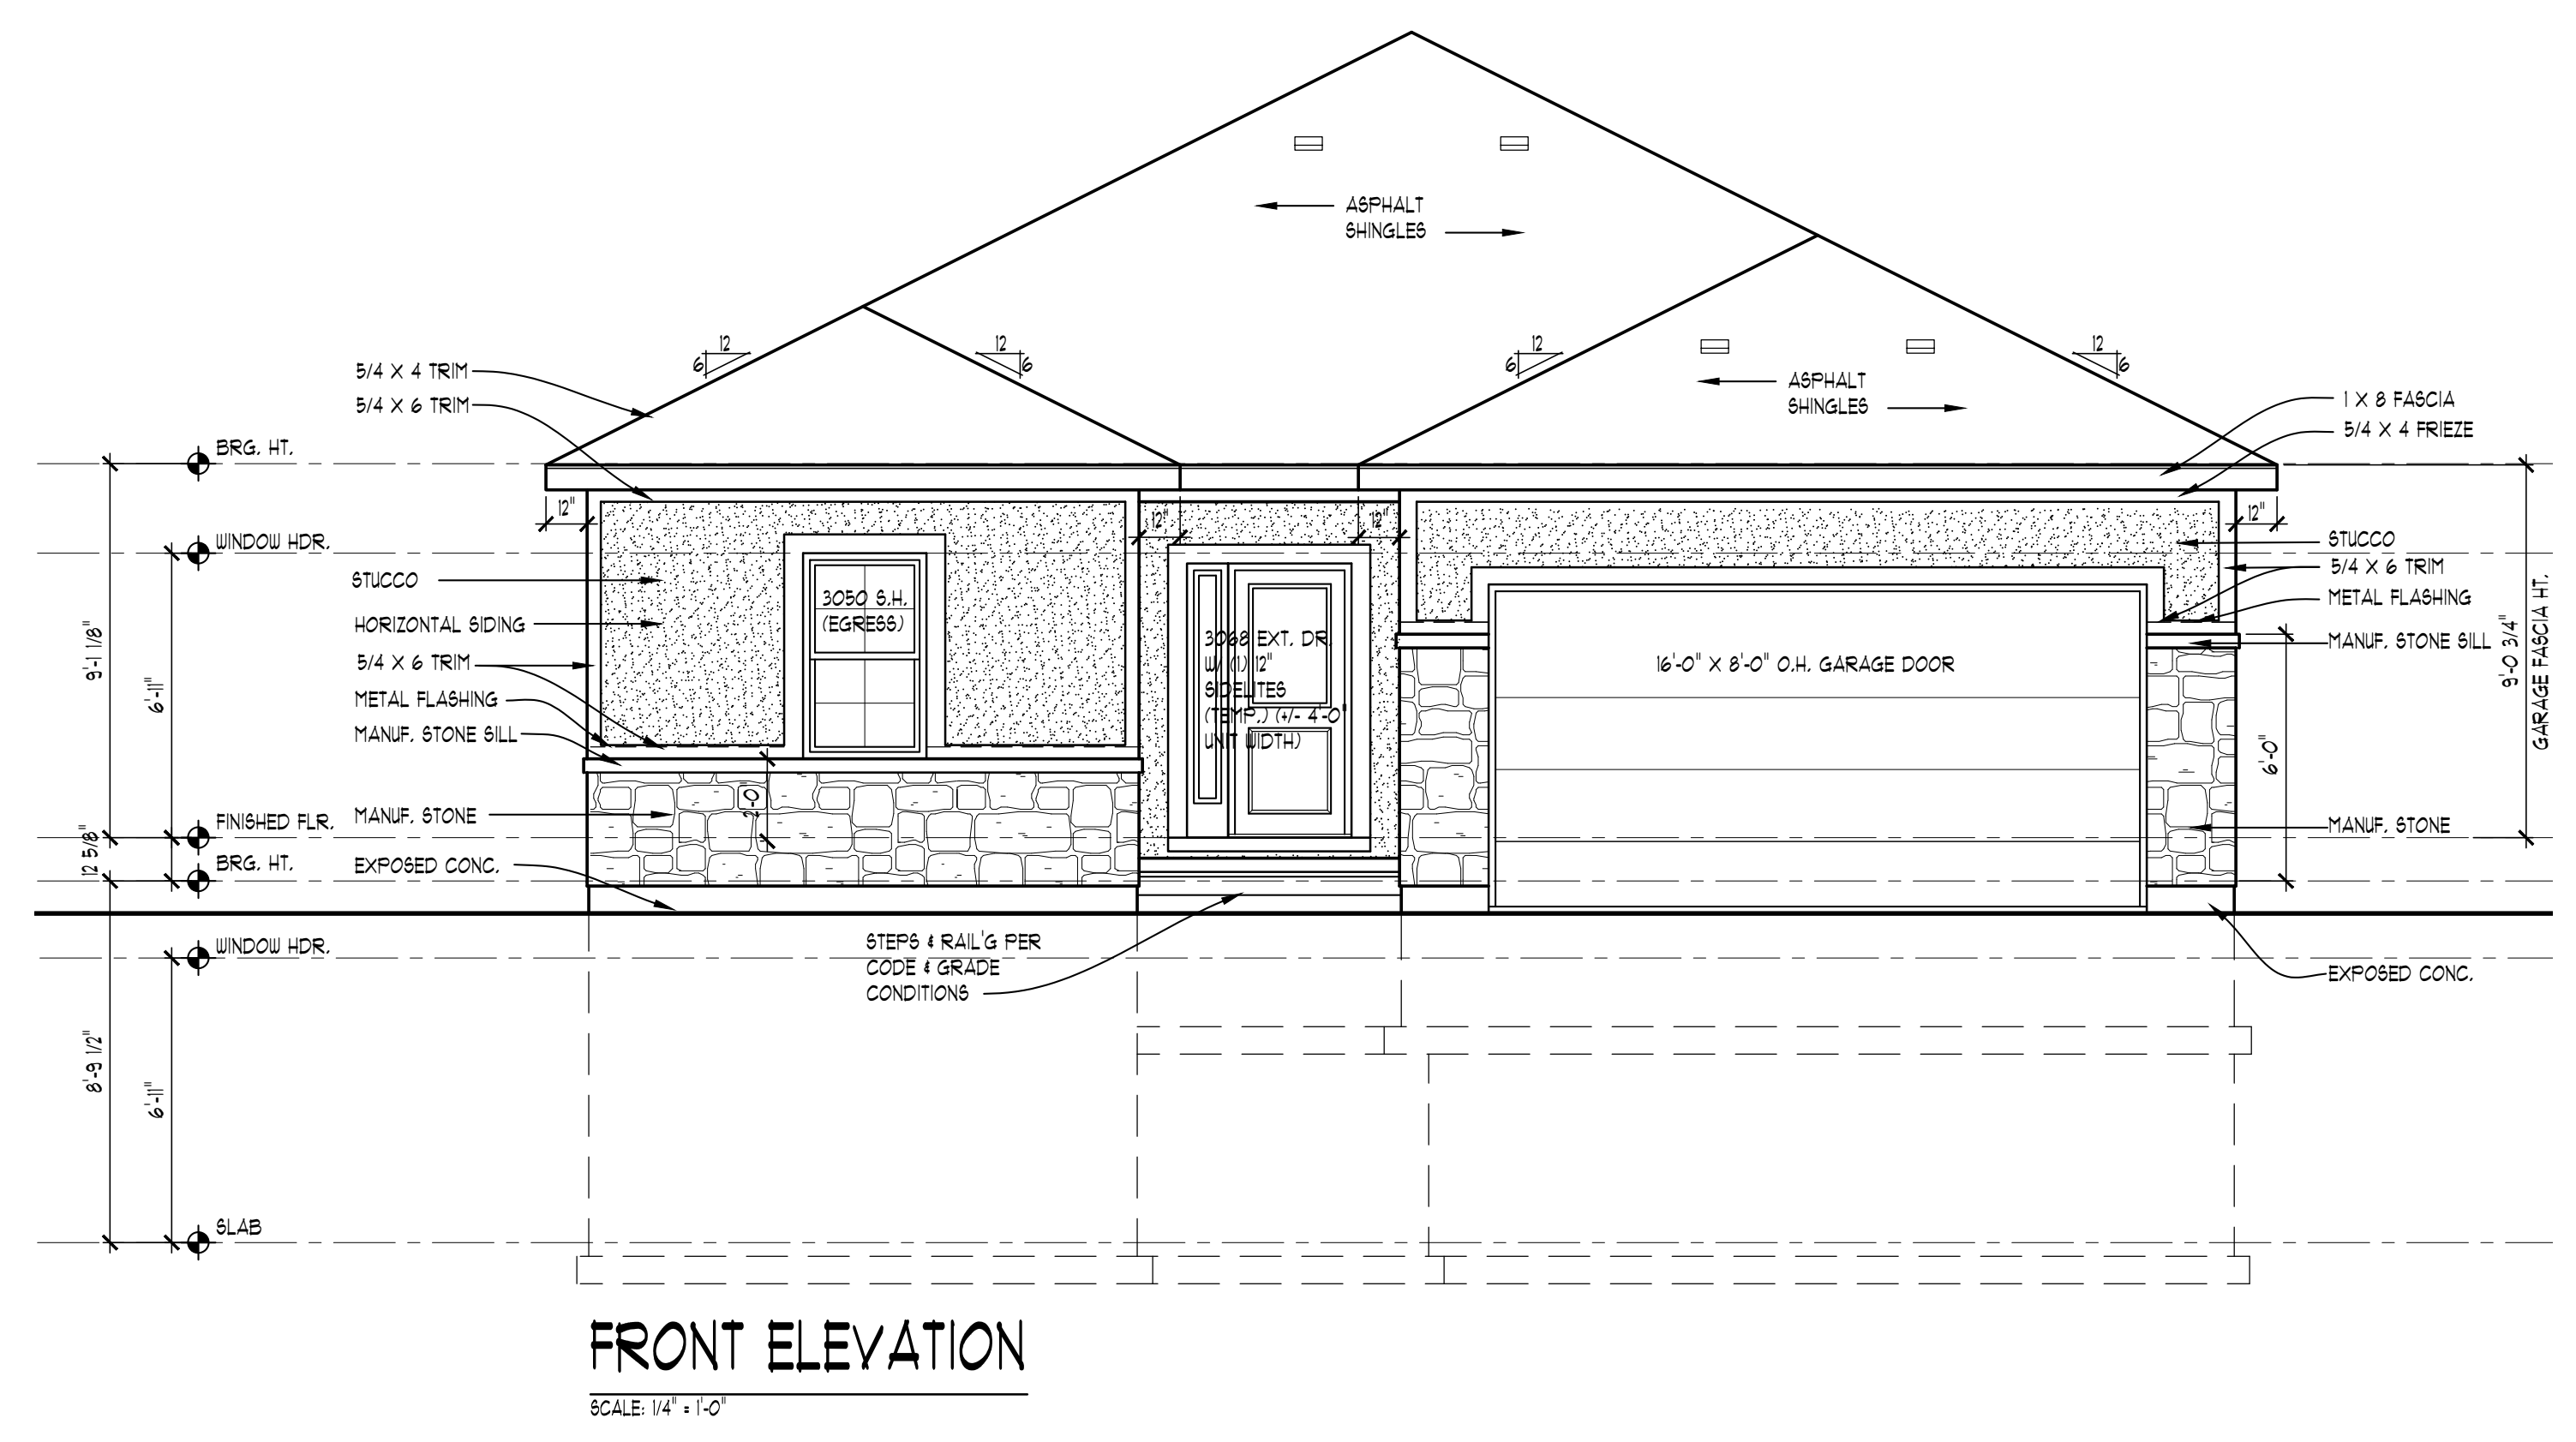 ASPHALT
SHINGLES
12
6
12
6
12
6
12
6
ASPHALT
SHINGLES
5/4 X 4 TRIM
5/4 X 6 TRIM
1 X 8 FASCIA
5/4 X 4 FRIEZE
BRG. HT.
12"
12"
12"
12"
WINDOW HDR.
STUCCO
HORIZONTAL SIDING
5/4 X 6 TRIM
METAL FLASHING
MANUF. STONE SILL
MANUF. STONE
EXPOSED CONC.
3050 S.H.
(EGRESS)
3068 EXT. DR.
W/ (1) 12"
SIDELITES
(TEMP.) (+/- 4'-0"
UNIT WIDTH)
16'-0" X 8'-0" O.H. GARAGE DOOR
STUCCO
5/4 X 6 TRIM
METAL FLASHING
MANUF. STONE SILL
MANUF. STONE
EXPOSED CONC.
9'-1 1/8"
6'-11"
2'-0"
6'-0"
9'-0 3/4"
GARAGE FASCIA HT.
FINISHED FLR.
12 5/8"
BRG. HT.
WINDOW HDR.
STEPS & RAIL'G PER
CODE & GRADE
CONDITIONS
8'-9 1/2"
6'-11"
SLAB
FRONT ELEVATION
SCALE: 1/4" = 1'-0"